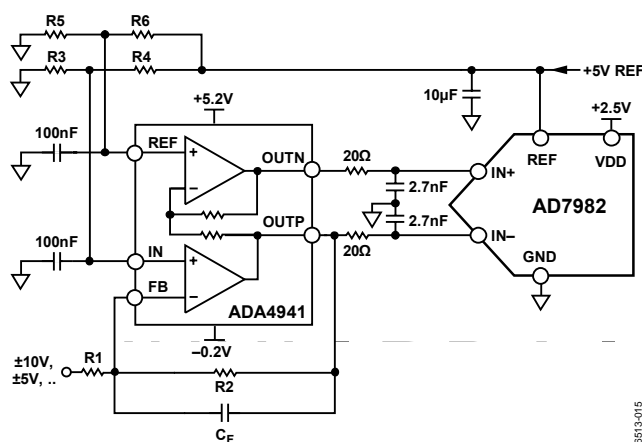 R5
R6
R3
R4
+5V REF
+5.2V
10µF
+2.5V
100nF
REF
OUTN
20Ω
REF
VDD
IN+
2.7nF
AD7982
2.7nF
OUTP
IN–
100nF
IN
20Ω
GND
FB
ADA4941
–0.2V
±10V,
±5V, ..
R1
R2
CF
6513-015